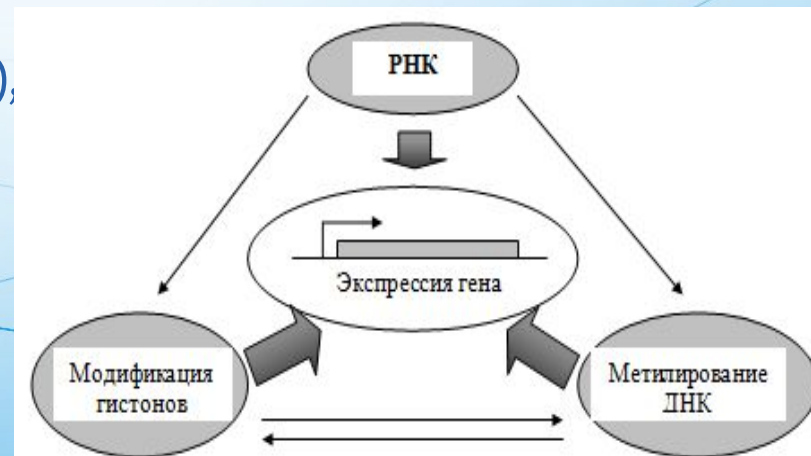 ),
РНК
Экспрессия гена
Модификация
гистонов
Метилирование
ДНК